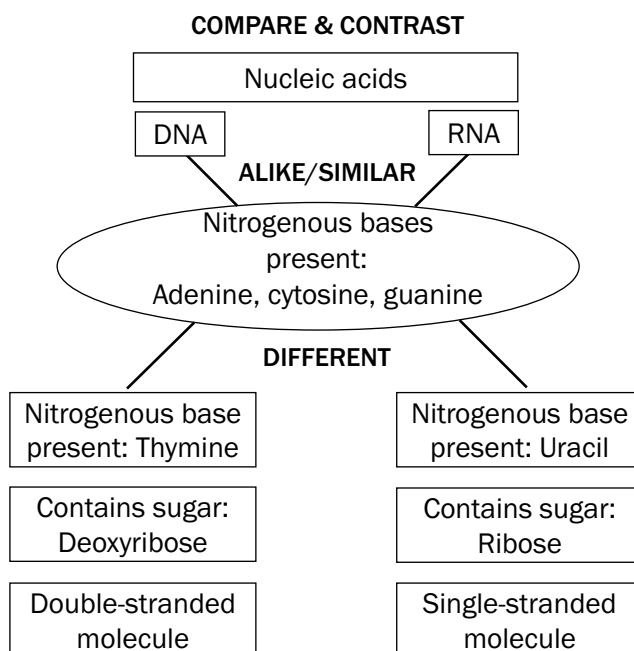 COMPARE & CONTRAST
Nucleic acids
DNA
RNA
ALIKE/SIMILAR
Nitrogenous bases
present:
Adenine, cytosine, guanine
DIFFERENT
Nitrogenous base
present: Thymine
Nitrogenous base
present: Uracil
Contains sugar:
Deoxyribose
Contains sugar:
Ribose
Double-stranded
molecule
Single-stranded
molecule